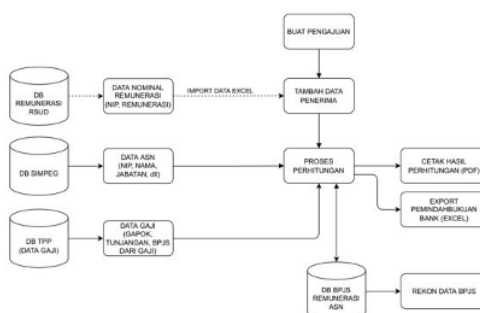 BUAT PENGAJUAN
DB
REMUNERASI
RSUD
DATA NOMINAL
REMUNERASI
(NIP, REMUNERASI)
IMPORT DATA EXCEL
TAMBAH DATA
PENERIMA
DB SIMPEG
DATA ASN
(NIP, NAMA,
JABATAN, dll)
PROSES
PERHITUNGAN
CETAK HASIL
PERHITUNGAN (PDF)
EXPORT
PEMINDAHBUKUAN
BANK (EXCEL)
DB TPP
(DATA GAJI)
DATA GAJI
(GAPOK,
TUNJANGAN, BPJS
DARI GAJI)
DB BPJS
REMUNERASI
ASN
REKON DATA BPJS